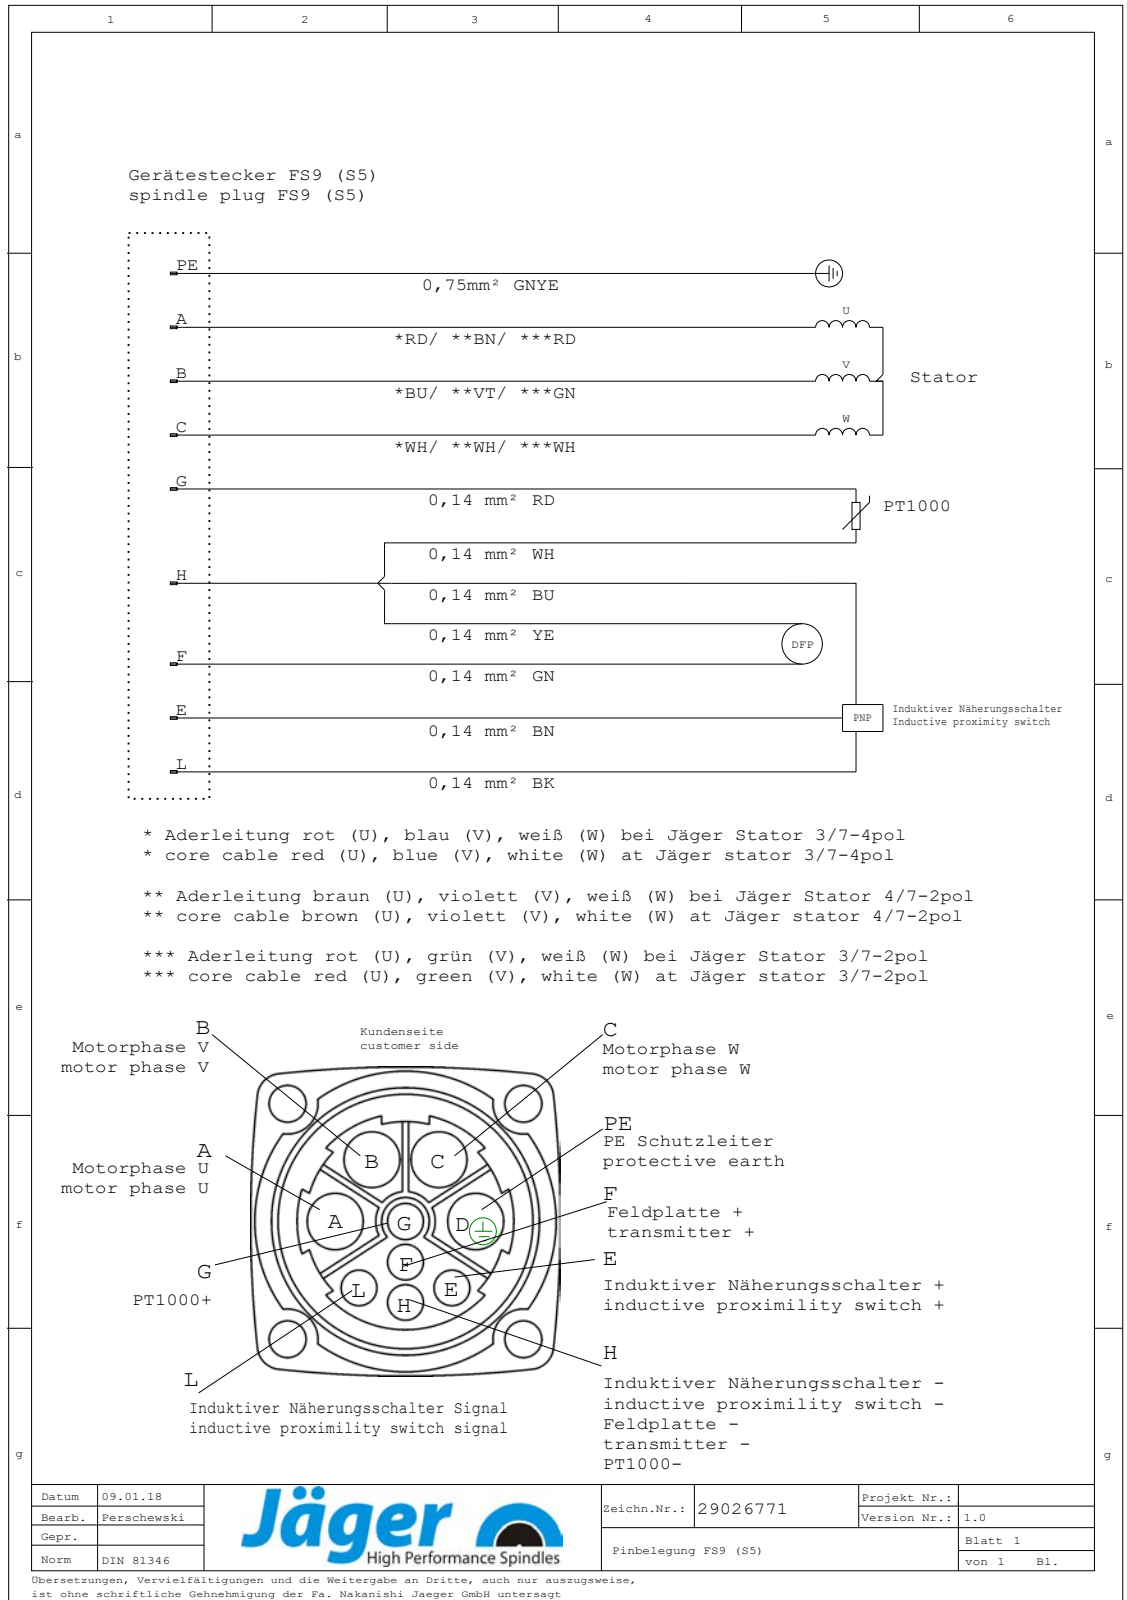 1 2 3 4 5 6
a a
Gerätestecker FS9 (S5)
spindle plug FS9 (S5)
PE
0,75mm² GNYE
A
U
*RD/ **BN/ ***RD
b b
B
V
Stator
*BU/ **VT/ ***GN
C
W
*WH/ **WH/ ***WH
G
0,14 mm² RD
PT1000
0,14 mm² WH
c c
H
0,14 mm² BU
0,14 mm² YE
DFP
F
0,14 mm² GN
E
PNP
Induktiver Näherungsschalter
Inductive proximity switch
0,14 mm² BN
L
0,14 mm² BK
d d
* Aderleitung rot (U), blau (V), weiß (W) bei Jäger Stator 3/7-4pol
* core cable red (U), blue (V), white (W) at Jäger stator 3/7-4pol
** Aderleitung braun (U), violett (V), weiß (W) bei Jäger Stator 4/7-2pol
** core cable brown (U), violett (V), white (W) at Jäger stator 4/7-2pol
*** Aderleitung rot (U), grün (V), weiß (W) bei Jäger Stator 3/7-2pol
*** core cable red (U), green (V), white (W) at Jäger stator 3/7-2pol
e e
Kundenseite
customer side
B
Motorphase V
motor phase V
C
Motorphase W
motor phase W
A
Motorphase U
motor phase U
PE
PE Schutzleiter
protective earth
B C
A G D
F
L E
H
f f
F
Feldplatte +
transmitter +
G
PT1000+
E
Induktiver Näherungsschalter +
inductive proximility switch +
L
Induktiver Näherungsschalter Signal
inductive proximility switch signal
H
Induktiver Näherungsschalter -
inductive proximility switch -
Feldplatte -
transmitter -
PT1000-
g g
Datum 09.01.18
Bearb. Perschewski
Gepr.
Norm DIN 81346
Jäger
High Performance Spindles
Zeichn.Nr.: 29026771
Pinbelegung FS9 (S5)
Projekt Nr.:
Version Nr.: 1.0
Blatt 1
von 1 Bl.
Übersetzungen, Vervielfältigungen und die Weitergabe an Dritte, auch nur auszugsweise,
ist ohne schriftliche Gehnehmigung der Fa. Nakanishi Jaeger GmbH untersagt